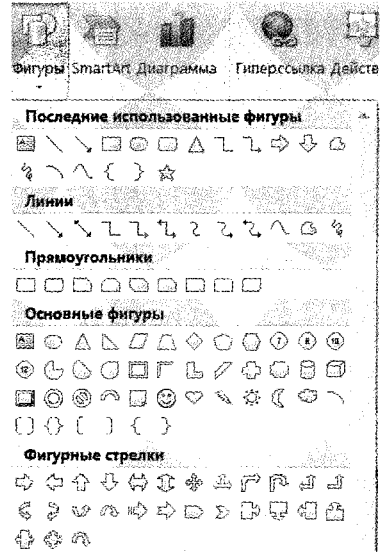 Фигуры SmartArt Диаграмма Гиперссылка Действ
Последние использованные фигуры
Линии
Прямоугольники
Основные фигуры
Фигурные стрелки